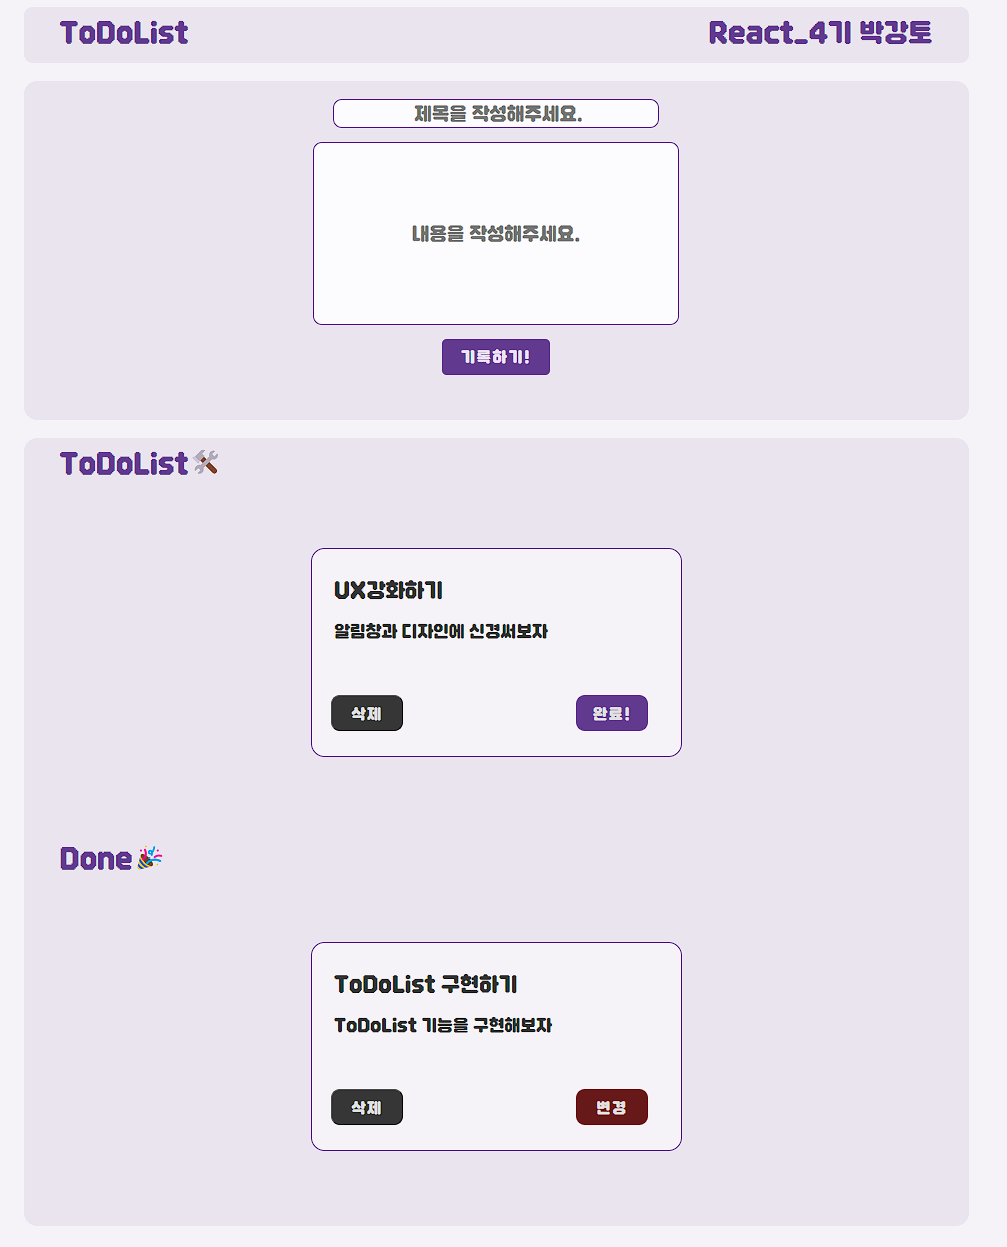 ToDoList
React_4기 박강토
제목을 작성해주세요.
내용을 작성해주세요.
기록하기!
ToDoList🛠
UX강화하기
알림창과 디자인에 신경써보자
삭제
완료!
Done🎉
ToDoList 구현하기
ToDoList 기능을 구현해보자
삭제
변경